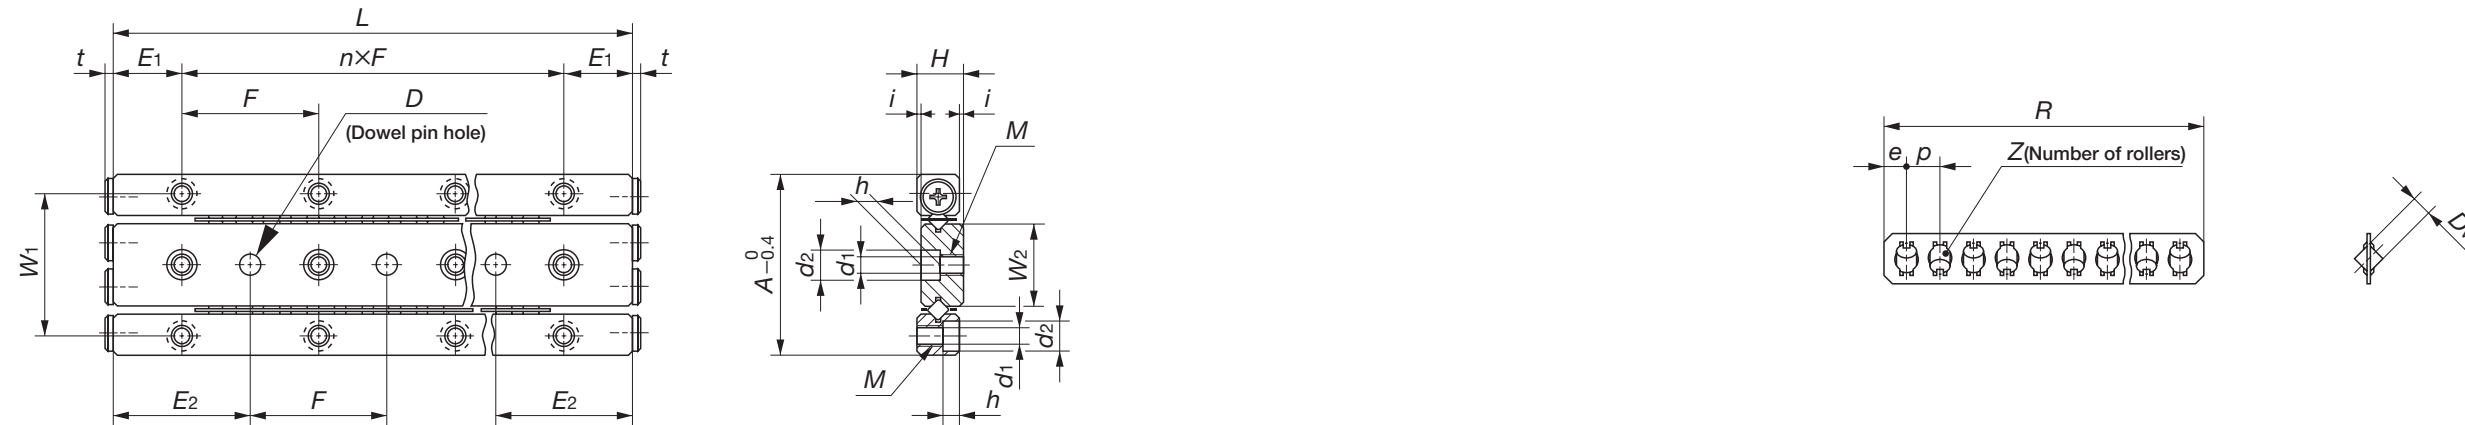 L
t E1 n×F E1 t
F D
(Dowel pin hole)
W1
E2 F E2
H
i i
M
h
A 0 -0.4
d2 d1 W2
d2
d1
M
h
R
e p Z(Number of rollers)